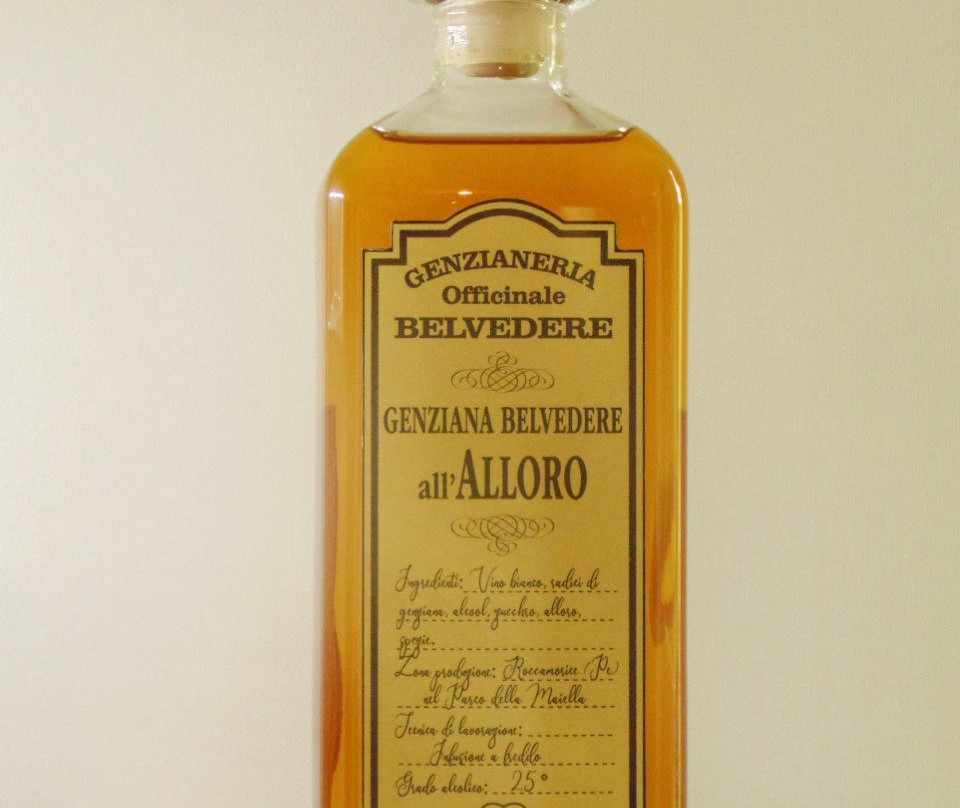 GENZIANERIA
Officinale
BELVEDERE
GENZIANA BELVEDERE
all'ALLORO
Ingredienti: Vino bianco, radici di
genziana, alcool, zucchro, alloro,
spezie.
Zona produzione: Roccamorice (Pe)
nel Parco della Maiella
Tecnica di lavorazione:
Infusione a freddo
Grado alcolico: 25°